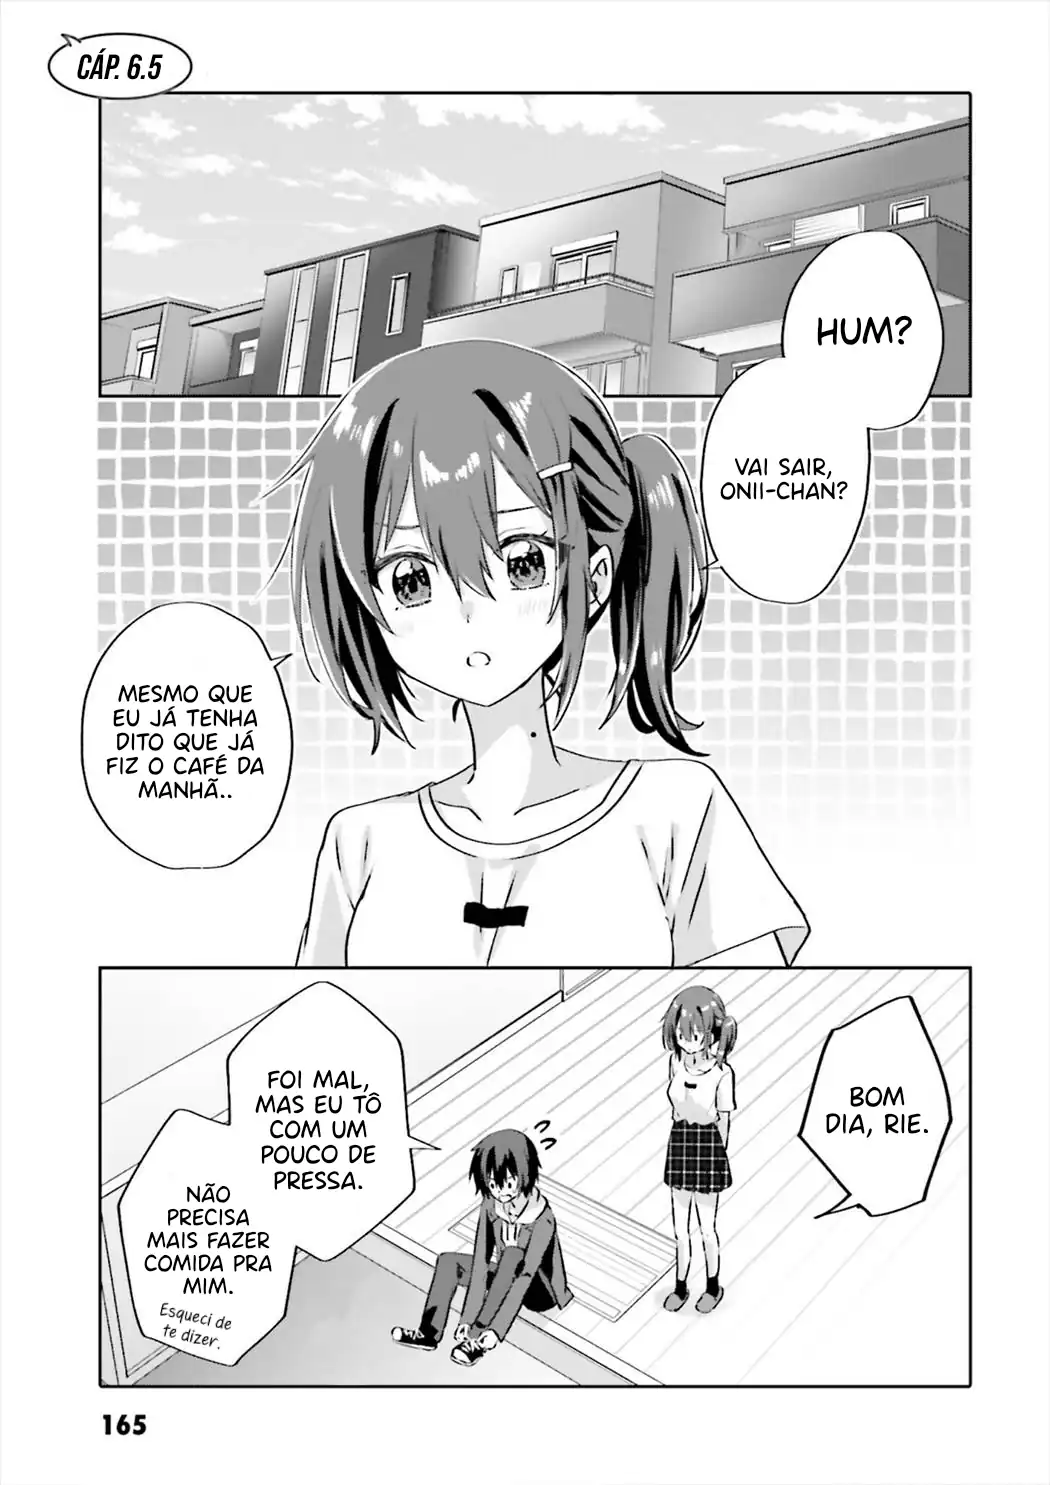 CÁP. 6.5
HUM?
VAI SAIR,
ONII-CHAN?
MESMO QUE
EU JÁ TENHA
DITO QUE JÁ
FIZ O CAFÉ DA
MANHÃ..
BOM
DIA, RIE.
FOI MAL,
MAS EU TÔ
COM UM
POUCO DE
PRESSA.
NÃO
PRECISA
MAIS FAZER
COMIDA PRA
MIM.
Esqueci de
te dizer.
165